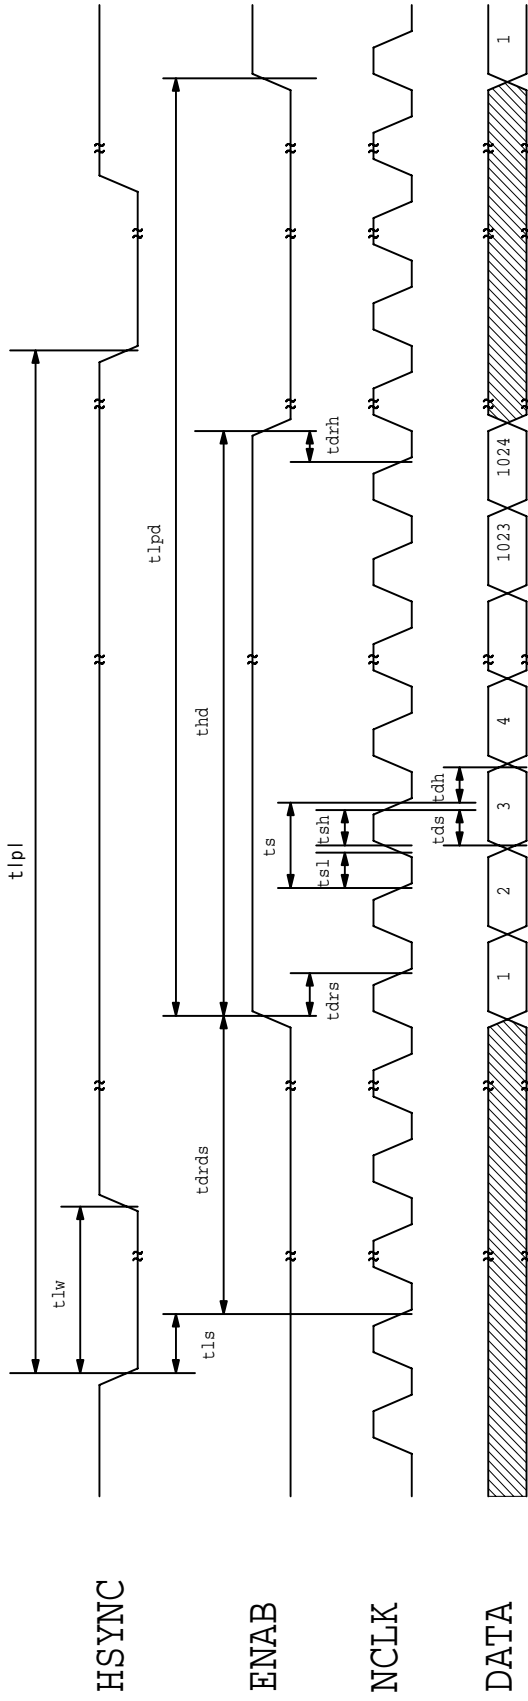 tlpl
tlw
HSYNC
tlpd
tls
tdrds
thd
ENAB
ts
tdrs
tsl
tsh
tdrh
NCLK
tds
tdh
DATA
1
2
3
4
1023
1024
1